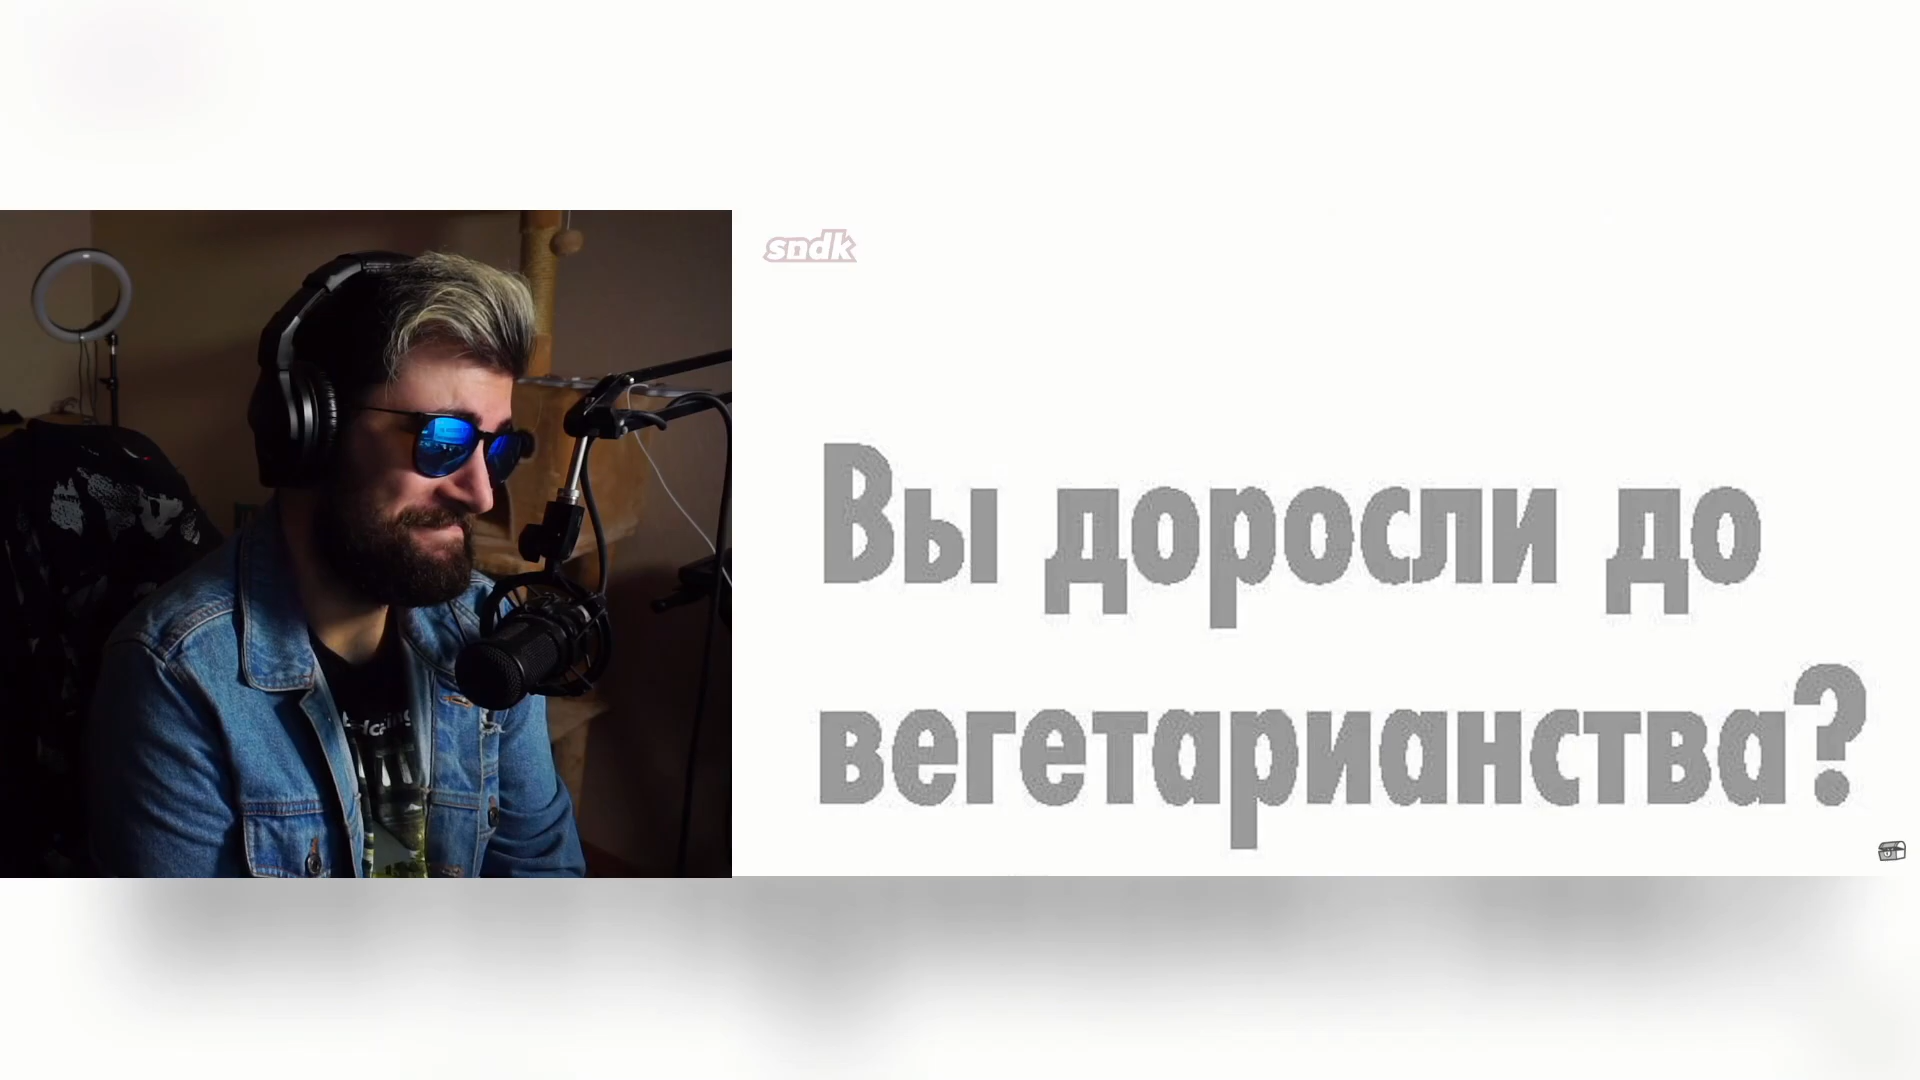 sndk
Вы доросли до
вегетарианства?